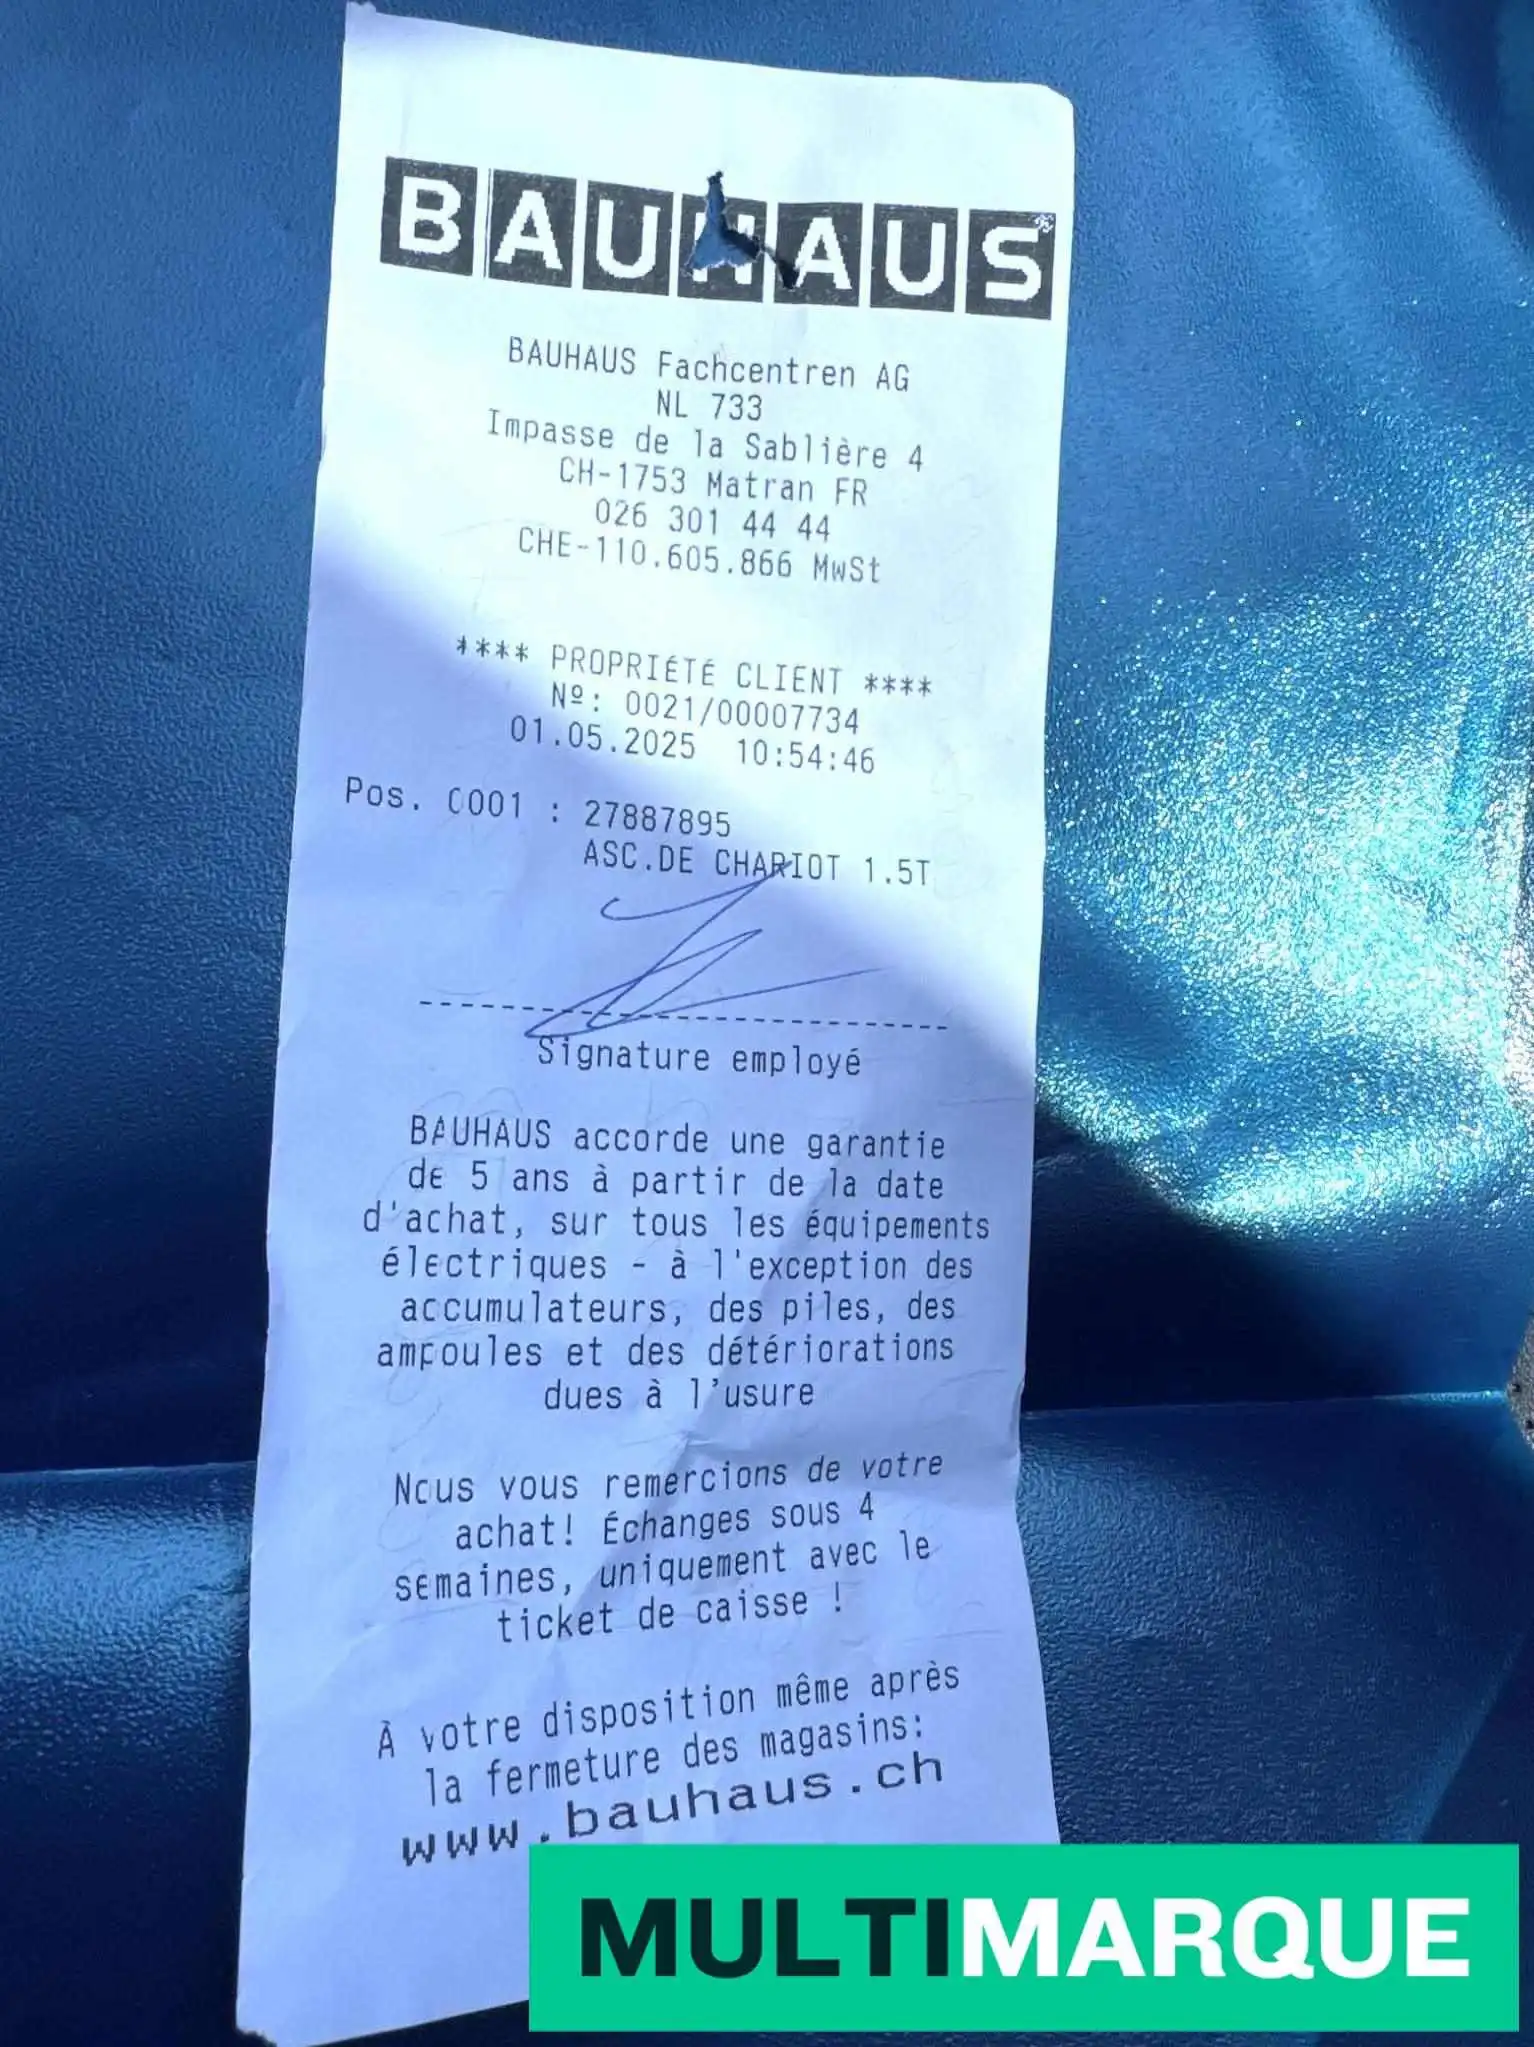 BAUHAUS
BAUHAUS Fachcentren AG
NL 733
Impasse de la Sablière 4
CH-1753 Matran FR
026 301 44 44
CHE-110.605.866 MwSt
**** PROPRIÉTÉ CLIENT ****
Nº: 0021/00007734
01.05.2025 10:54:46
Pos. 0001 : 27887895
ASC.DE CHARIOT 1.5T
Signature employé
BAUHAUS accorde une garantie
de 5 ans à partir de la date
d'achat, sur tous les équipements
électriques - à l'exception des
accumulateurs, des piles, des
ampoules et des détériorations
dues à l'usure
Nous vous remercions de votre
achat! Échanges sous 4
semaines, uniquement avec le
ticket de caisse !
À votre disposition même après
la fermeture des magasins:
www.bauhaus.ch
MULTIMARQUE